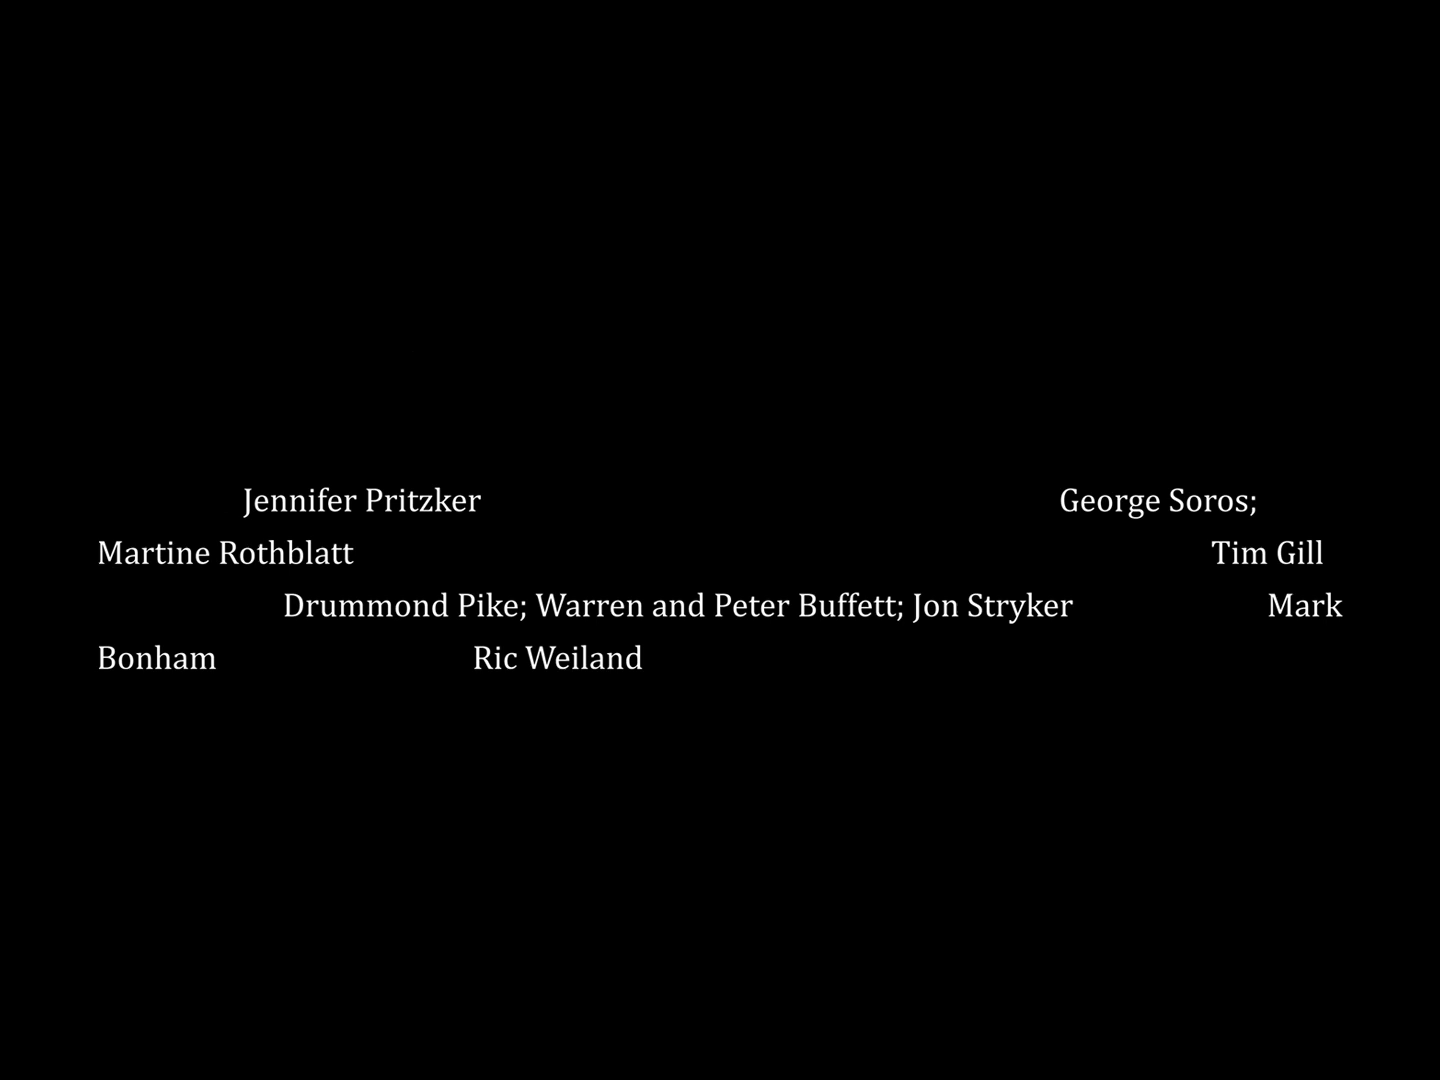 Jennifer Pritzker George Soros;
Martine Rothblatt Tim Gill
Drummond Pike; Warren and Peter Buffett; Jon Stryker Mark
Bonham Ric Weiland